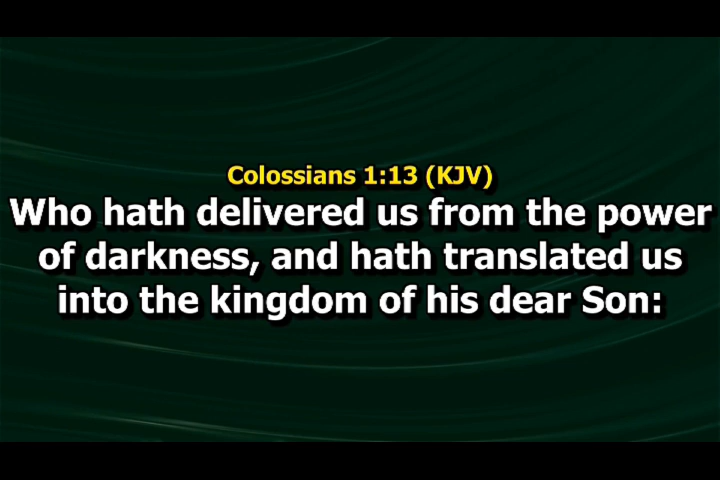 Colossians 1:13 (KJV)
Who hath delivered us from the power
of darkness, and hath translated us
into the kingdom of his dear Son: